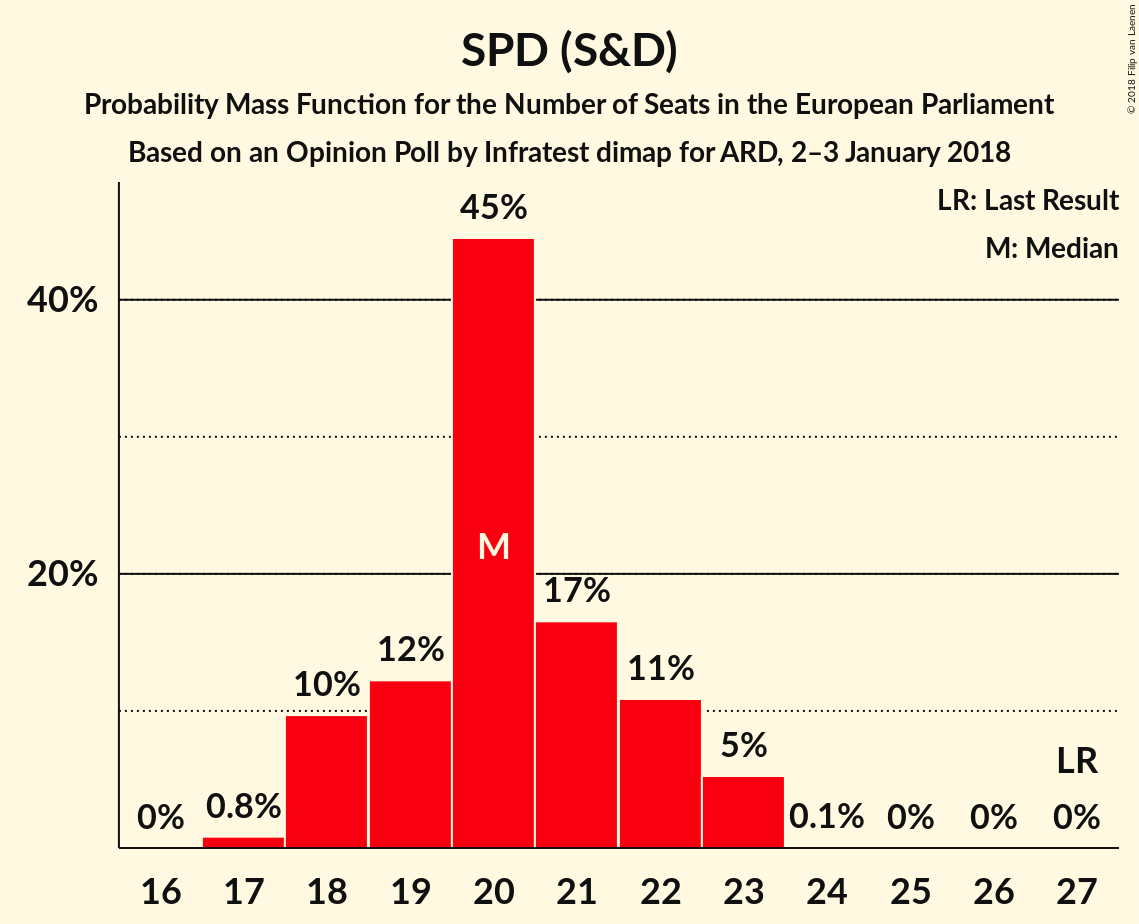 SPD (S&D)
Probability Mass Function for the Number of Seats in the European Parliament
Based on an Opinion Poll by Infratest dimap for ARD, 2–3 January 2018
© 2018 Filip van Laenen
LR: Last Result
M: Median
45%
40%
M
20%
17%
12%
11%
10%
5%
LR
0% 0.8% 0.1% 0% 0% 0%
16 17 18 19 20 21 22 23 24 25 26 27